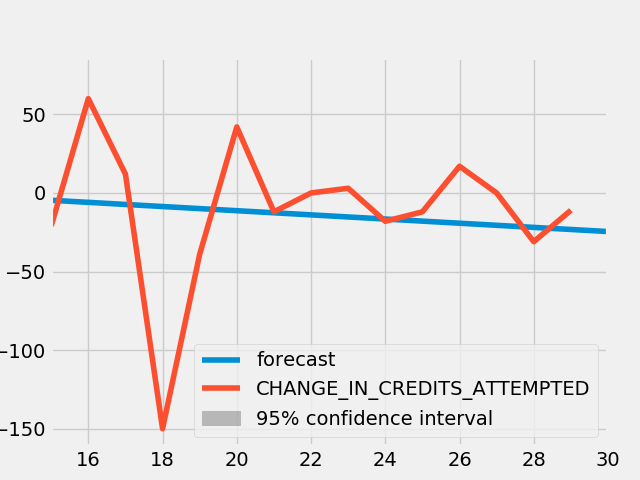 50
0
−50
−100
−150
forecast
CHANGE_IN_CREDITS_ATTEMPTED
95% confidence interval
16 18 20 22 24 26 28 30